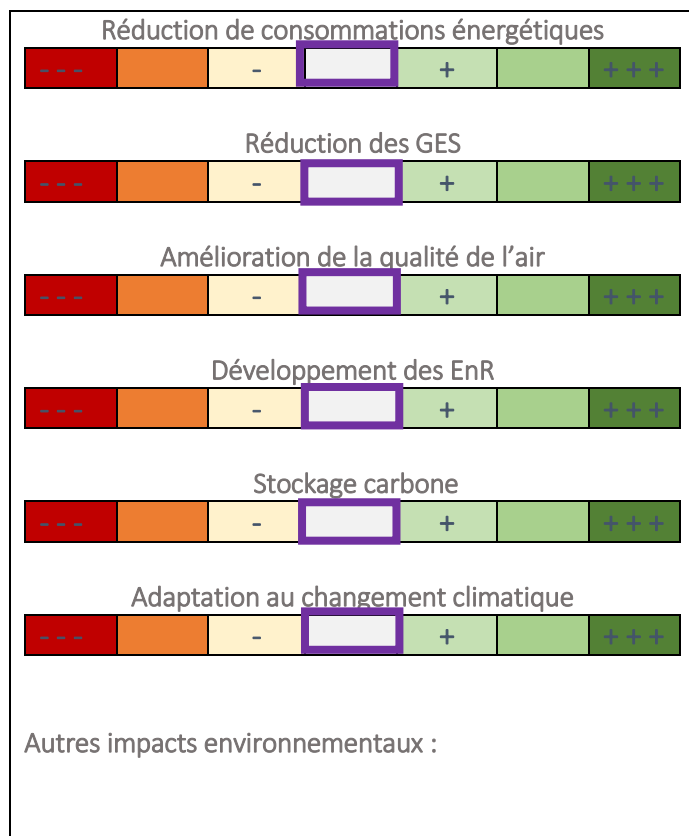 Réduction de consommations énergétiques
- - - - + + + +
Réduction des GES
- - - - + + + +
Amélioration de la qualité de l'air
- - - - + + + +
Développement des EnR
- - - - + + + +
Stockage carbone
- - - - + + + +
Adaptation au changement climatique
- - - - + + + +
Autres impacts environnementaux :